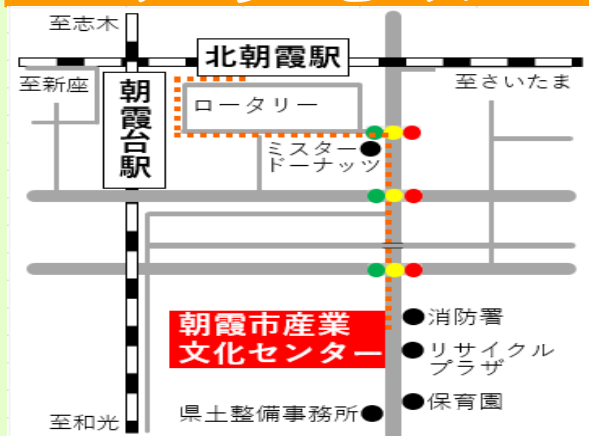 至志木
北朝霞駅
至新座
至さいたま
朝霞台駅
ロータリー
ミスター
ドーナッツ
朝霞市産業
文化センター
消防署
リサイクル
プラザ
保育園
県土整備事務所
至和光